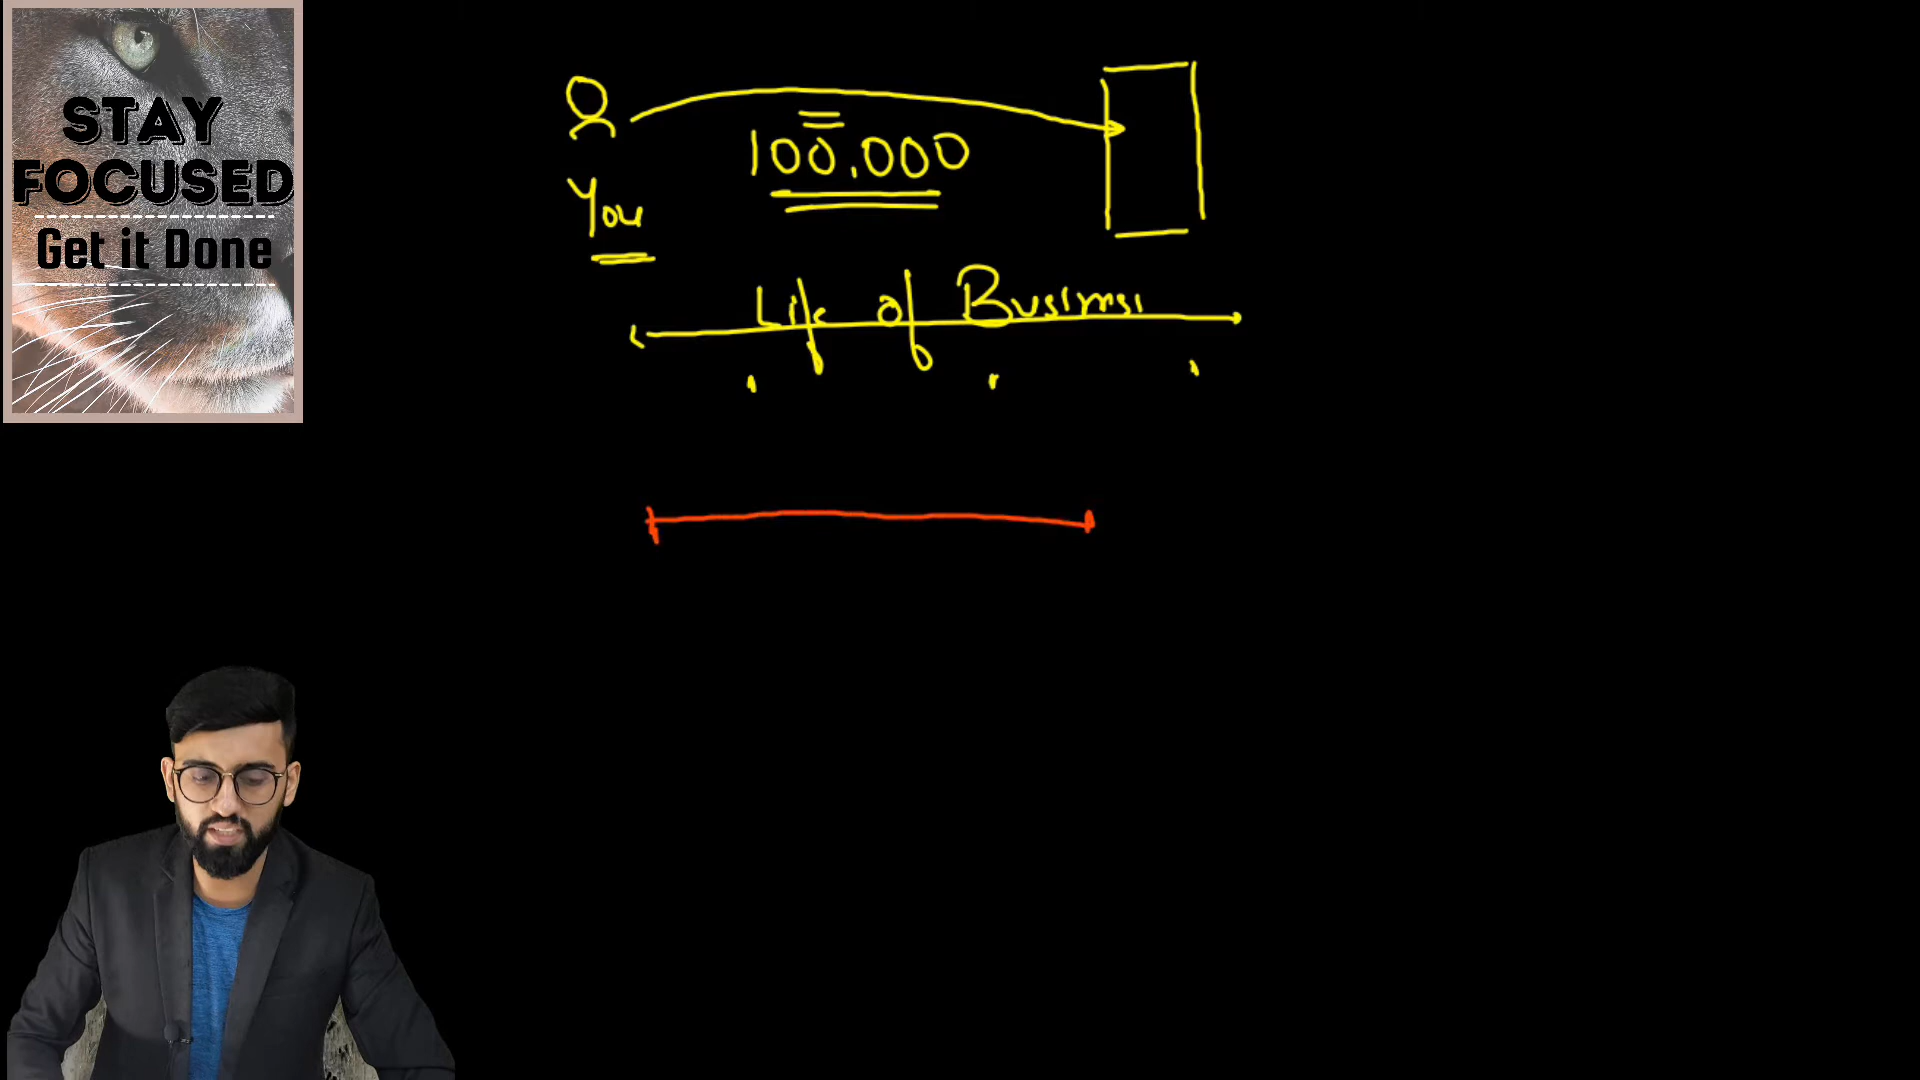 STAY
FOCUSED
Get it Done
100,000
You
Life of Business